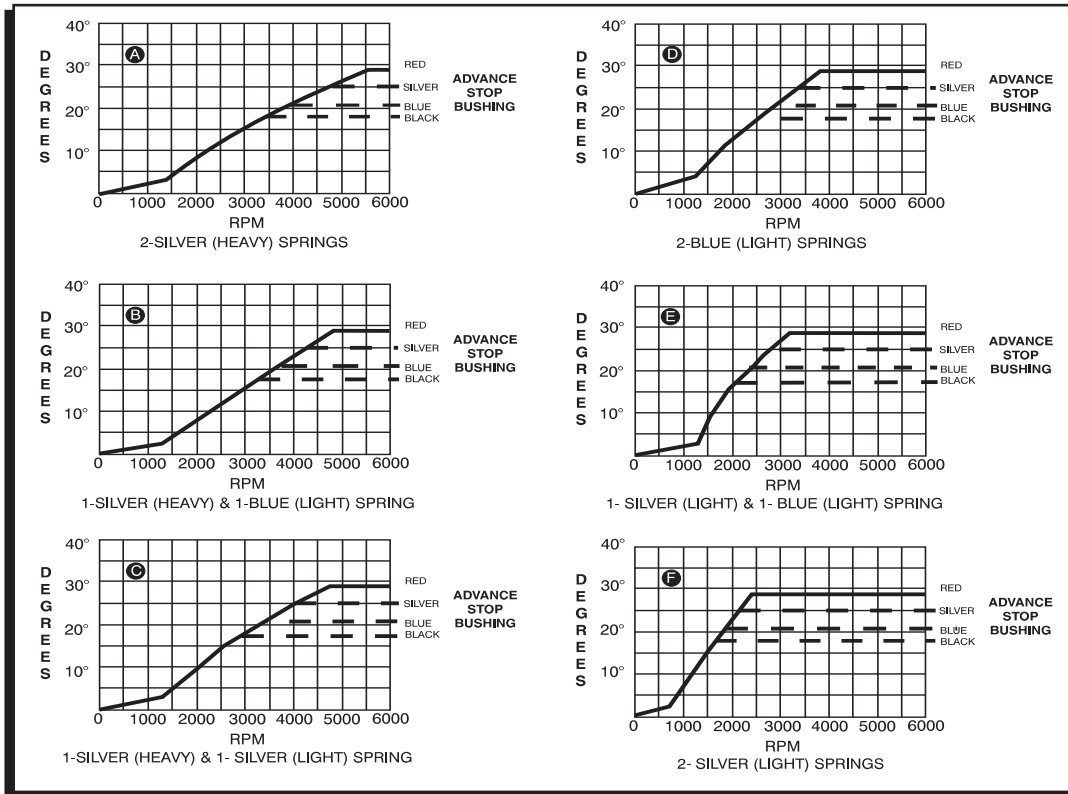 A
DEGREES
40°
30°
20°
10°
0 1000 2000 3000 4000 5000 6000
RPM
RED
SILVER
BLUE
BLACK
ADVANCE
STOP
BUSHING
2-SILVER (HEAVY) SPRINGS
D
DEGREES
40°
30°
20°
10°
0 1000 2000 3000 4000 5000 6000
RPM
RED
SILVER
BLUE
BLACK
ADVANCE
STOP
BUSHING
2-BLUE (LIGHT) SPRINGS
B
DEGREES
40°
30°
20°
10°
0 1000 2000 3000 4000 5000 6000
RPM
RED
SILVER
BLUE
BLACK
ADVANCE
STOP
BUSHING
1-SILVER (HEAVY) & 1-BLUE (LIGHT) SPRING
E
DEGREES
40°
30°
20°
10°
0 1000 2000 3000 4000 5000 6000
RPM
RED
SILVER
BLUE
BLACK
ADVANCE
STOP
BUSHING
1- SILVER (LIGHT) & 1- BLUE (LIGHT) SPRING
C
DEGREES
40°
30°
20°
10°
0 1000 2000 3000 4000 5000 6000
RPM
RED
SILVER
BLUE
BLACK
ADVANCE
STOP
BUSHING
1-SILVER (HEAVY) & 1- SILVER (LIGHT) SPRING
F
DEGREES
40°
30°
20°
10°
0 1000 2000 3000 4000 5000 6000
RPM
RED
SILVER
BLUE
BLACK
ADVANCE
STOP
BUSHING
2- SILVER (LIGHT) SPRINGS